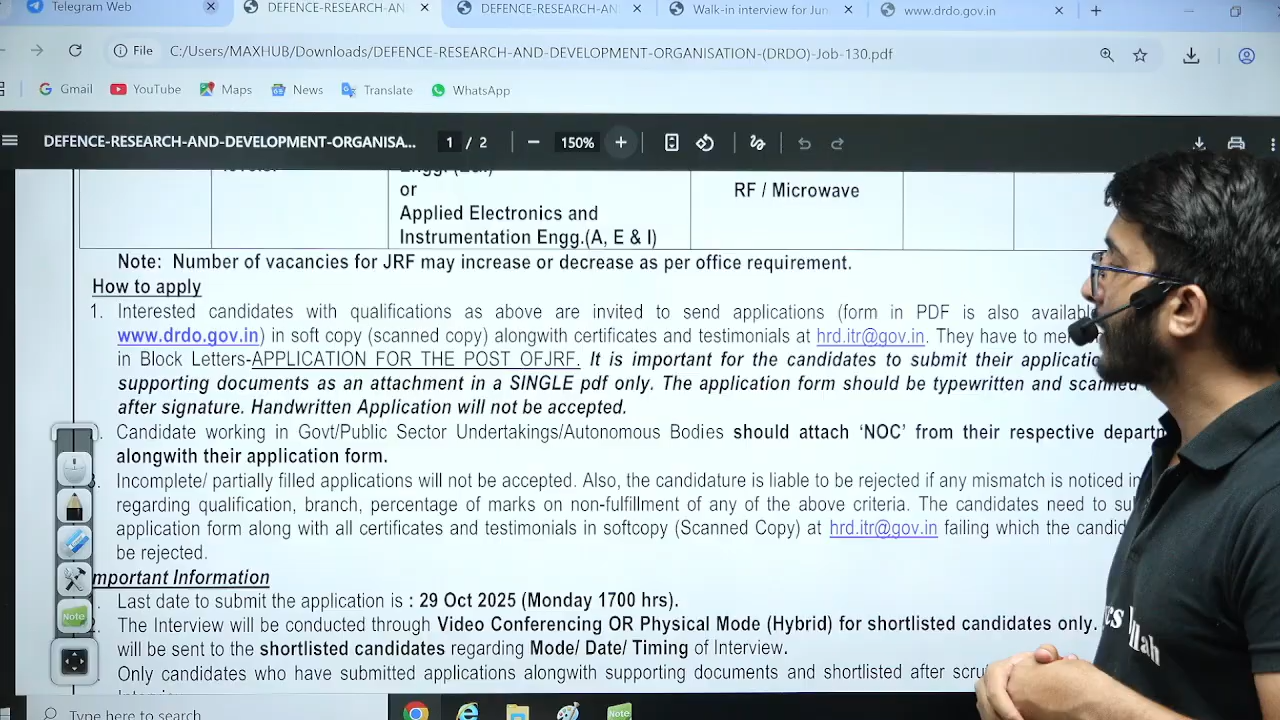 Telegram Web
DEFENCE-RESEARCH-AN
DEFENCE-RESEARCH-AN
Walk-in interview for Jun
www.drdo.gov.in
File
C:/Users/MAXHUB/Downloads/DEFENCE-RESEARCH-AND-DEVELOPMENT-ORGANISATION-(DRDO)-Job-130.pdf
Gmail YouTube Maps News Translate WhatsApp
DEFENCE-RESEARCH-AND-DEVELOPMENT-ORGANISA... 1 / 2 150%
or
RF / Microwave
Applied Electronics and
Instrumentation Engg.(A, E & I)
Note: Number of vacancies for JRF may increase or decrease as per office requirement.
How to apply
1. Interested candidates with qualifications as above are invited to send applications (form in PDF is also
www.drdo.gov.in) in soft copy (scanned copy) alongwith certificates and testimonials at hrd.itr@gov.in. They have to
in Block Letters-APPLICATION FOR THE POST OFJRF. It is important for the candidates to submit their
supporting documents as an attachment in a SINGLE pdf only. The application form should be typewritten and scanned
after signature. Handwritten Application will not be accepted.
Candidate working in Govt/Public Sector Undertakings/Autonomous Bodies should attach 'NOC' from their respective
alongwith their application form.
Incomplete/ partially filled applications will not be accepted. Also, the candidature is liable to be rejected if any mismatch is noticed in
regarding qualification, branch, percentage of marks on non-fulfillment of any of the above criteria. The candidates need to
application form along with all certificates and testimonials in softcopy (Scanned Copy) at hrd.itr@gov.in failing which the
be rejected.
mportant Information
Last date to submit the application is : 29 Oct 2025 (Monday 1700 hrs).
The Interview will be conducted through Video Conferencing OR Physical Mode (Hybrid) for shortlisted candidates only.
will be sent to the shortlisted candidates regarding Mode/ Date/ Timing of Interview.
Only candidates who have submitted applications alongwith supporting documents and shortlisted after
Note
Type here to search
Note